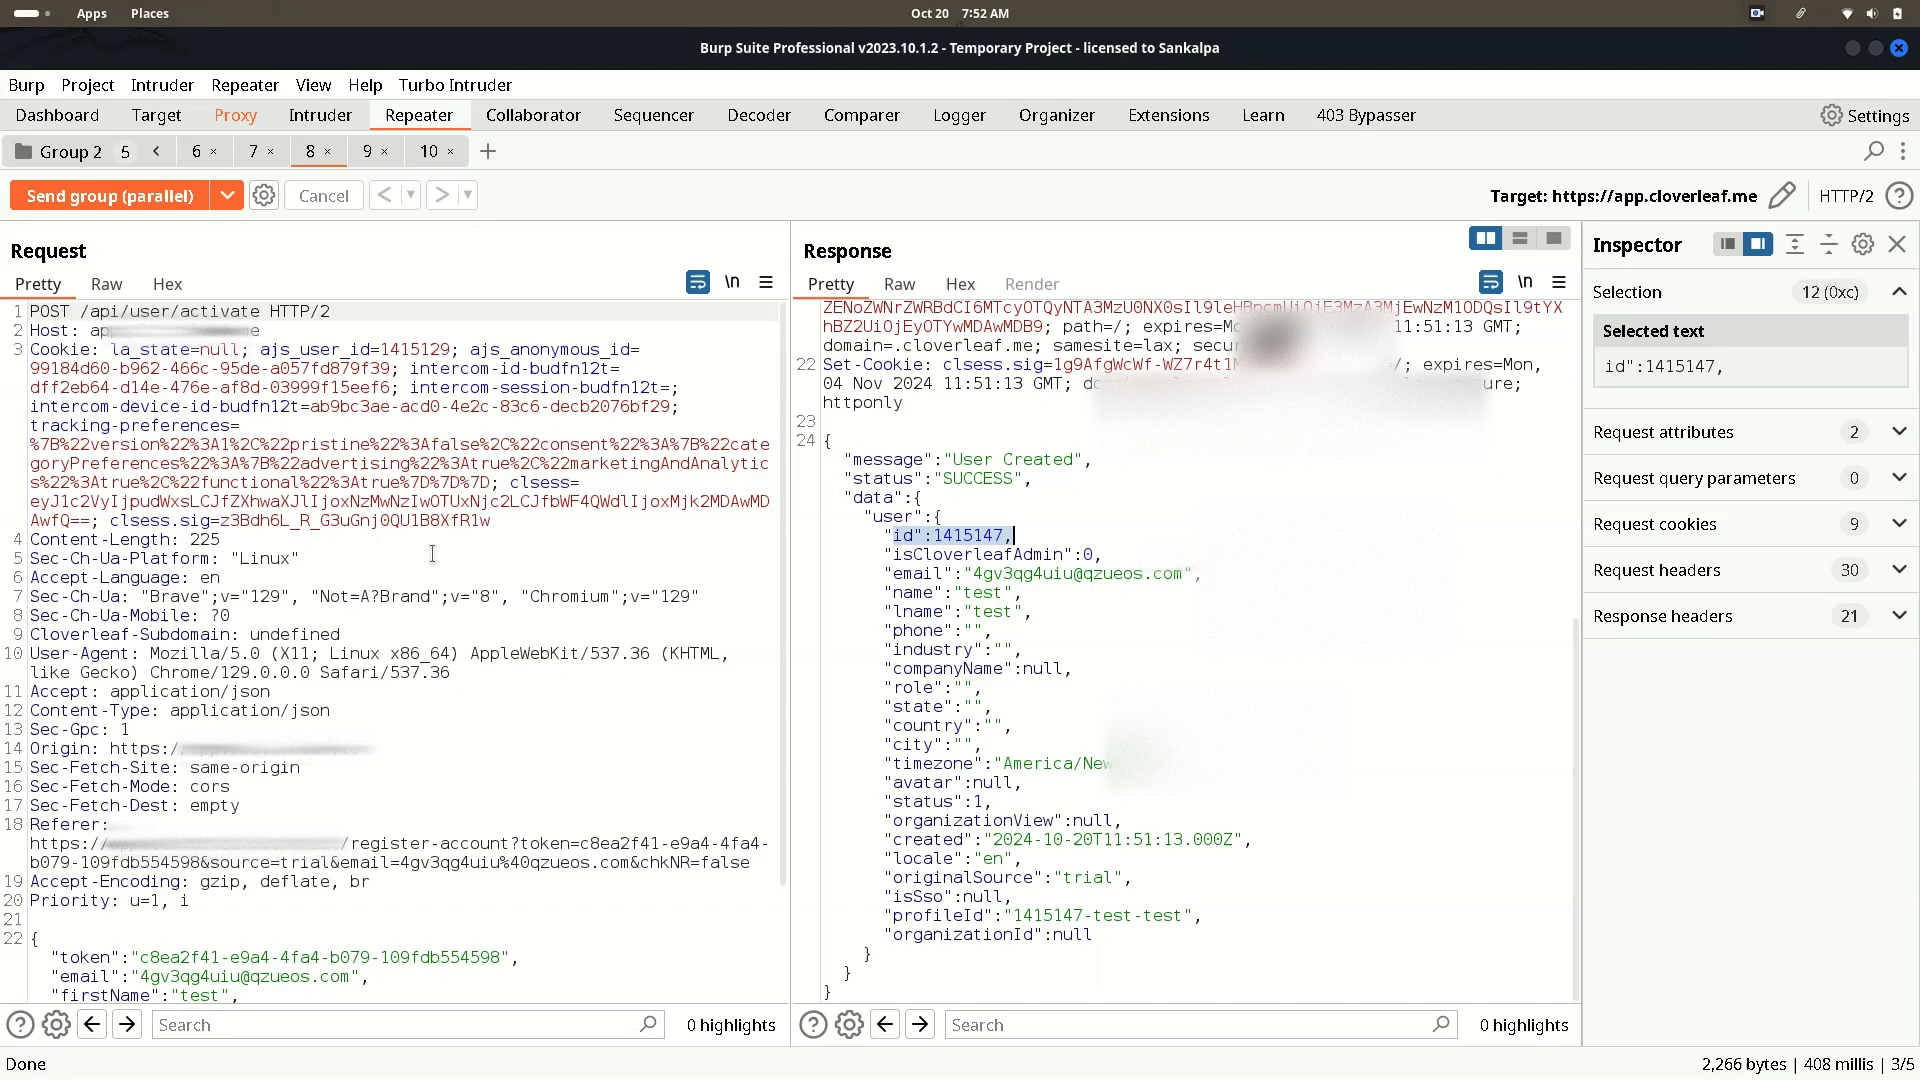 Apps Places
Oct 20 7:52 AM
Burp Suite Professional v2023.10.1.2 - Temporary Project - licensed to Sankalpa
Burp Project Intruder Repeater View Help Turbo Intruder
Dashboard Target Proxy Intruder Repeater Collaborator Sequencer Decoder Comparer Logger Organizer Extensions Learn 403 Bypasser Settings
Group 2 5 < 6 × 7 × 8 × 9 × 10 × +
Send group (parallel) Cancel < > Target: https://app.cloverleaf.me HTTP/2
Request
Pretty Raw Hex \n
1 POST /api/user/activate HTTP/2
2 Host:
3 Cookie: la_state=null; ajs_user_id=1415129; ajs_anonymous_id=
99184d60-b962-466c-95de-a057fd879f39; intercom-id-budfn12t=
dff2eb64-d14e-476e-af8d-03999f15eef6; intercom-session-budfn12t=;
intercom-device-id-budfn12t=ab9bc3ae-acd0-4e2c-83c6-decb2076bf29;
tracking-preferences=
%7B%22version%22%3A1%2C%22pristine%22%3Afalse%2C%22consent%22%3A%7B%22cate
goryPreferences%22%3A%7B%22advertising%22%3Atrue%2C%22marketingAndAnalytic
s%22%3Atrue%2C%22functional%22%3Atrue%7D%7D%7D; clsess=
eyJ1c2VyIjpudWxsLCJfZXhwaXJlIjoxNzMwNzIwOTUxNjc2LCJfbWF4QWdlIjoxMjk2MDAwMD
AwfQ==; clsess.sig=z3Bdh6L_R_G3uGnj0QU1B8XfR1w
4 Content-Length: 225
5 Sec-Ch-Ua-Platform: "Linux"
6 Accept-Language: en
7 Sec-Ch-Ua: "Brave";v="129", "Not=A?Brand";v="8", "Chromium";v="129"
8 Sec-Ch-Ua-Mobile: ?0
9 Cloverleaf-Subdomain: undefined
10 User-Agent: Mozilla/5.0 (X11; Linux x86_64) AppleWebKit/537.36 (KHTML,
like Gecko) Chrome/129.0.0.0 Safari/537.36
11 Accept: application/json
12 Content-Type: application/json
13 Sec-Gpc: 1
14 Origin: https:/
15 Sec-Fetch-Site: same-origin
16 Sec-Fetch-Mode: cors
17 Sec-Fetch-Dest: empty
18 Referer:
https:/ /register-account?token=c8ea2f41-e9a4-4fa4-
b079-109fdb554598&source=trial&email=4gv3qg4uiu%40qzueos.com&chkNR=false
19 Accept-Encoding: gzip, deflate, br
20 Priority: u=1, i
21
22 {
"token":"c8ea2f41-e9a4-4fa4-b079-109fdb554598",
"email":"4gv3qg4uiu@qzueos.com",
"firstName":"test",
Search 0 highlights
Response
Pretty Raw Hex Render \n
hBZ2UiOjEyOTYwMDAwMDB9; path=/; 11:51:13 GMT;
domain=.cloverleaf.me; samesite=lax;
22 Set-Cookie: /; expires=Mon,
04 Nov 2024 11:51:13 GMT;
httponly
23
24 {
"message":"User Created",
"status":"SUCCESS",
"data":{
"user":{
"id":1415147,
"isCloverleafAdmin":0,
"email":"4gv3qg4uiu@qzueos.com",
"name":"test",
"lname":"test",
"phone":"",
"industry":"",
"companyName":null,
"role":"",
"state":"",
"country":"",
"city":"",
"timezone":"America/New
"avatar":null,
"status":1,
"organizationView":null,
"created":"2024-10-20T11:51:13.000Z",
"locale":"en",
"originalSource":"trial",
"isSso":null,
"profileId":"1415147-test-test",
"organizationId":null
}
}
}
Search 0 highlights
Inspector
Selection 12 (0xc)
Selected text
id":1415147,
Request attributes 2
Request query parameters 0
Request cookies 9
Request headers 30
Response headers 21
Done
2,266 bytes | 408 millis | 3/5